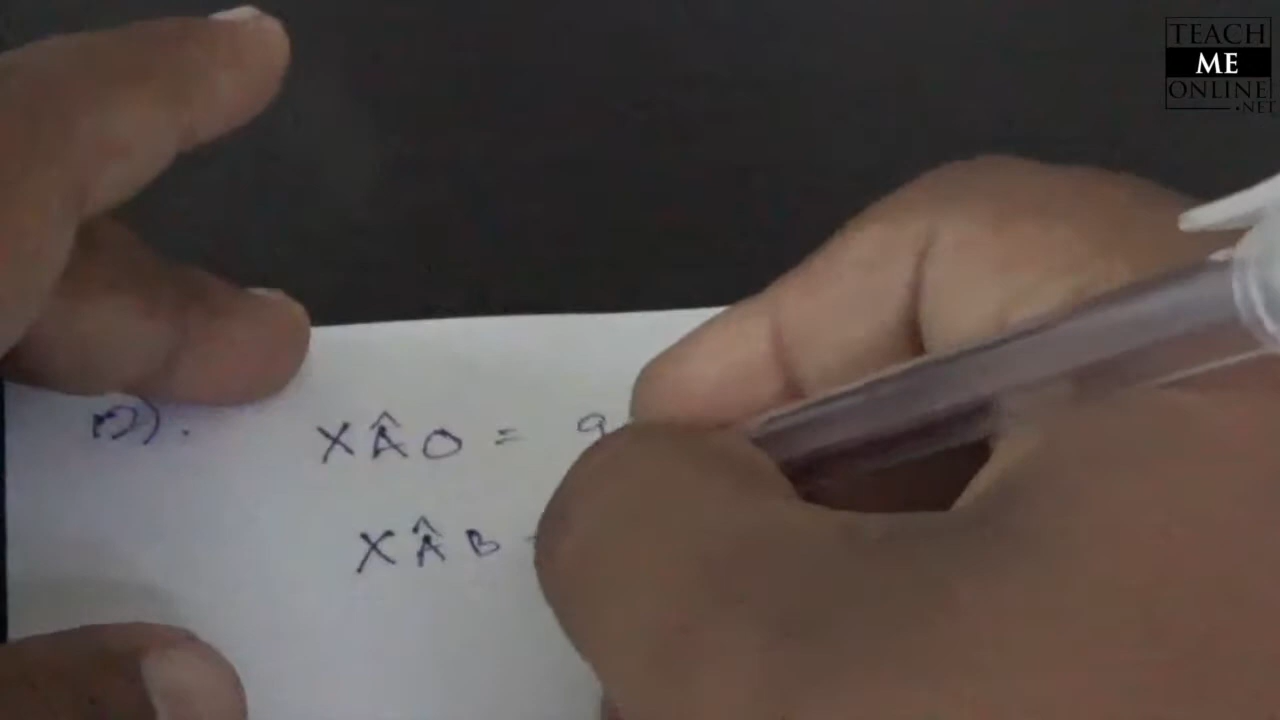 TEACH
ME
ONLINE
.NET
XÂO = 9
XÂB